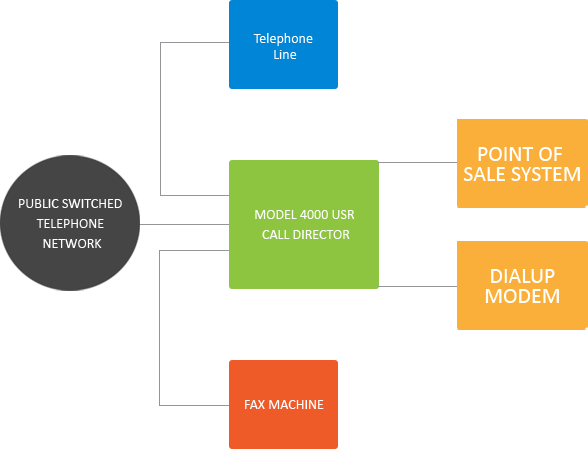 Telephone
Line
PUBLIC SWITCHED
TELEPHONE
NETWORK
MODEL 4000 USR
CALL DIRECTOR
POINT OF
SALE SYSTEM
DIALUP
MODEM
FAX MACHINE